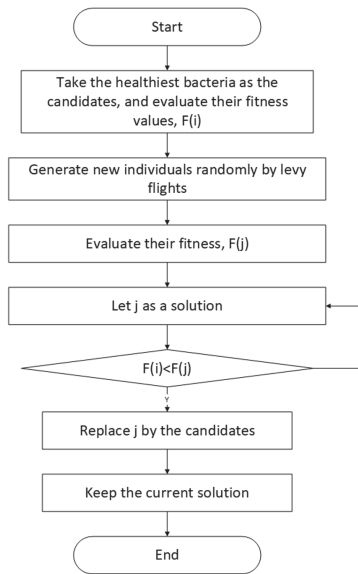 Start
Take the healthiest bacteria as the
candidates, and evaluate their fitness
values, F(i)
Generate new individuals randomly by levy
flights
Evaluate their fitness, F(j)
Let j as a solution
F(i)<F(j)
Y
Replace j by the candidates
Keep the current solution
End